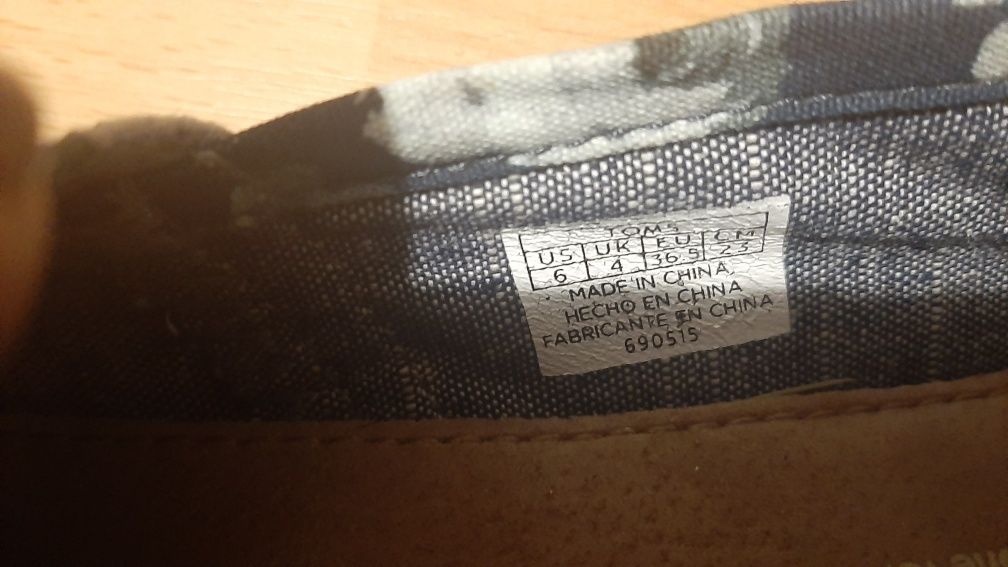 TOMS
US UK EU CM
6 4 36.5 23
MADE IN CHINA
HECHO EN CHINA
FABRICANTE EN CHINA
690515